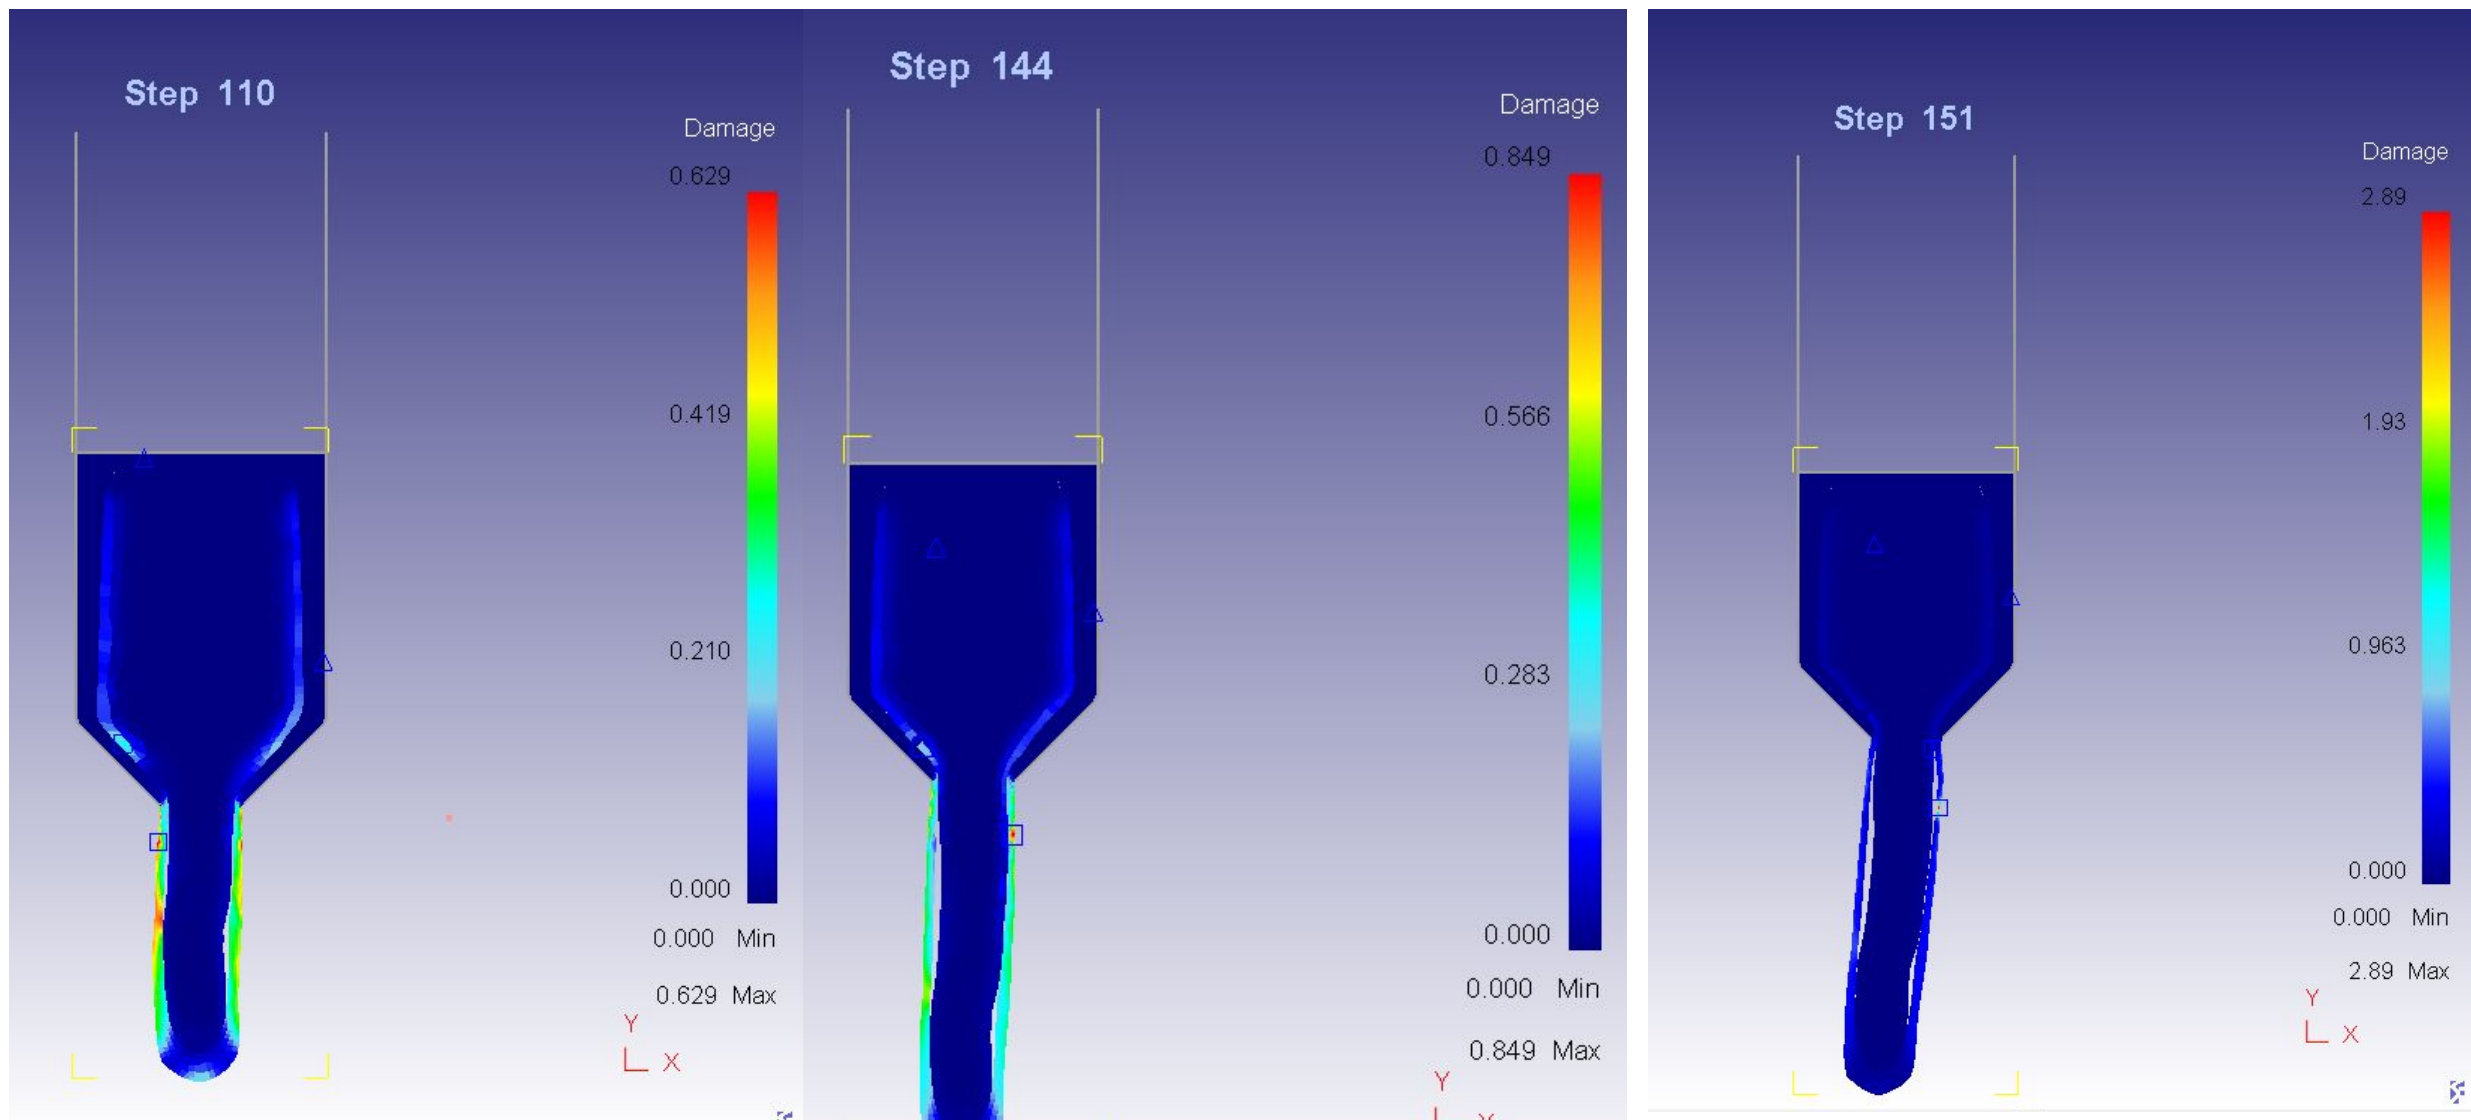 Step 110
Damage
0.629
0.419
0.210
0.000
0.000 Min
0.629 Max
Y
X
Step 144
Damage
0.849
0.566
0.283
0.000
0.000 Min
0.849 Max
Y
Step 151
Damage
2.89
1.93
0.963
0.000
0.000 Min
2.89 Max
Y
X